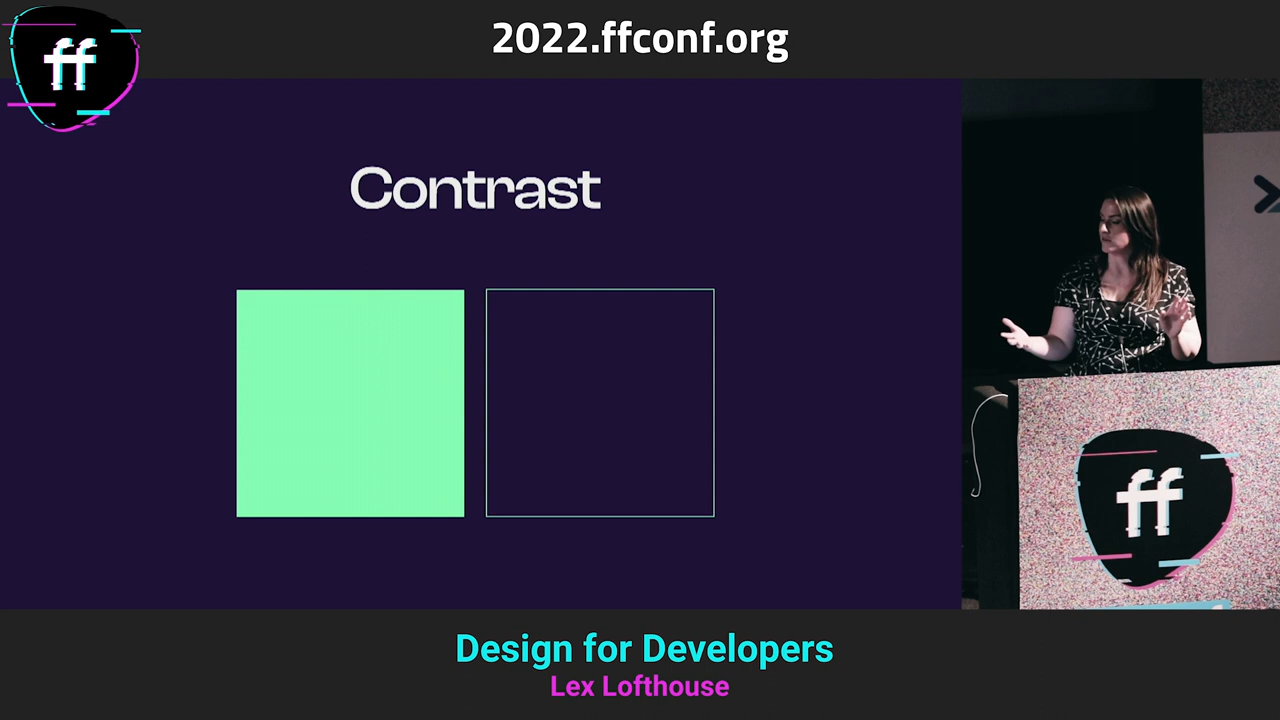 2022.ffconf.org
ff
Contrast
ff
Design for Developers
Lex Lofthouse